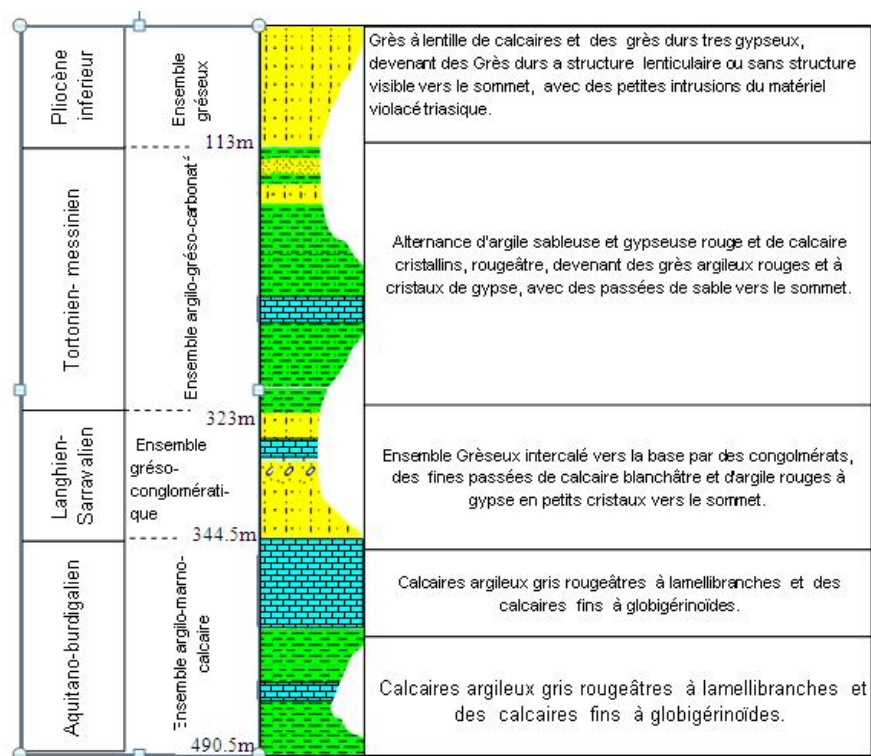 Pliocène
inferieur
Ensemble
gréseux
Grès à lentille de calcaires et des grès durs tres gypseux,
devenant des Grès durs a structure lenticulaire ou sans structure
visible vers le sommet, avec des petites intrusions du matériel
violacé triasique.
113m
Tortonien- messinien
Ensemble argilo-gréso-carbonat
Alternance d'argile sableuse et gypseuse rouge et de calcaire
cristallins, rougeâtre, devenant des grès argileux rouges et à
cristaux de gypse, avec des passées de sable vers le sommet.
323m
Langhien-
Sarravalien
Ensemble
gréso-
conglomérati-
que
Ensemble Grèseux intercalé vers la base par des congolmérats,
des fines passées de calcaire blanchâtre et d'argile rouges à
gypse en petits cristaux vers le sommet.
344.5m
Aquitano-burdigalien
Ensemble argilo-marno-
calcaire
Calcaires argileux gris rougeâtres à lamellibranches et des
calcaires fins à globigérinoïdes.
Calcaires argileux gris rougeâtres à lamellibranches et
des calcaires fins à globigérinoïdes.
490.5m